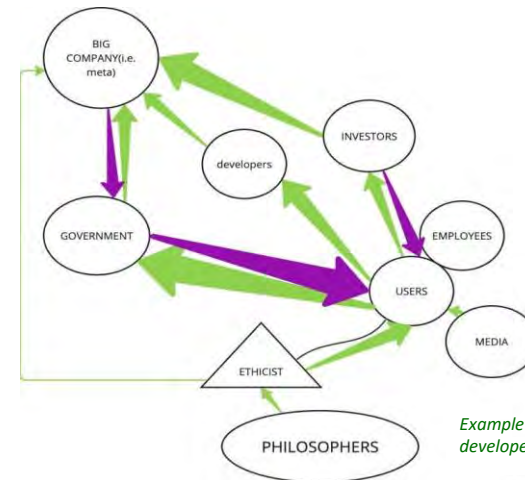 BIG
COMPANY(i.e.
meta)
INVESTORS
developers
GOVERNMENT
EMPLOYEES
USERS
MEDIA
ETHICIST
Example
develope
PHILOSOPHERS